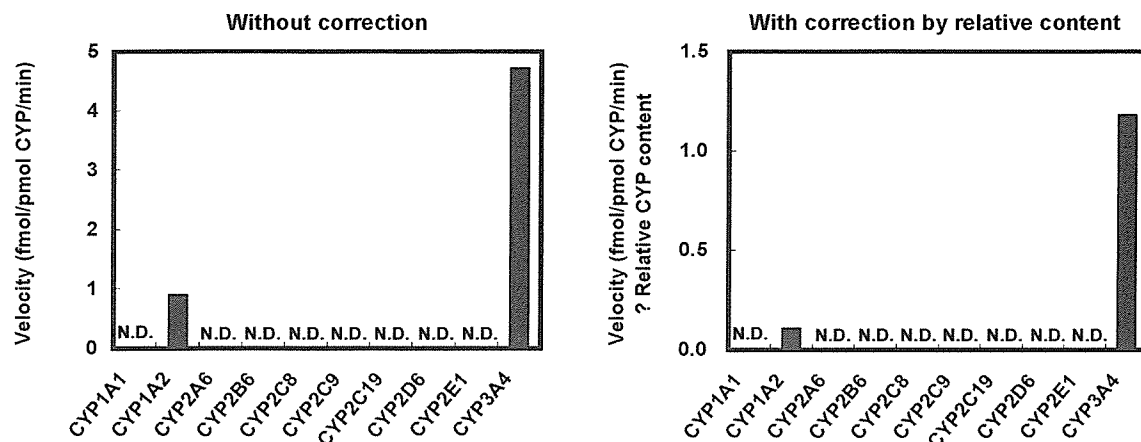 Without correction
Velocity (fmol/pmol CYP/min)
5
4
3
2
1
0
N.D.
N.D.
N.D.
N.D.
N.D.
N.D.
N.D.
N.D.
CYP1A1
CYP1A2
CYP2A6
CYP2B6
CYP2C8
CYP2C9
CYP2C19
CYP2D6
CYP2E1
CYP3A4
With correction by relative content
Velocity (fmol/pmol CYP/min)
? Relative CYP content
1.5
1.0
0.5
0.0
N.D.
N.D.
N.D.
N.D.
N.D.
N.D.
N.D.
N.D.
CYP1A1
CYP1A2
CYP2A6
CYP2B6
CYP2C8
CYP2C9
CYP2C19
CYP2D6
CYP2E1
CYP3A4